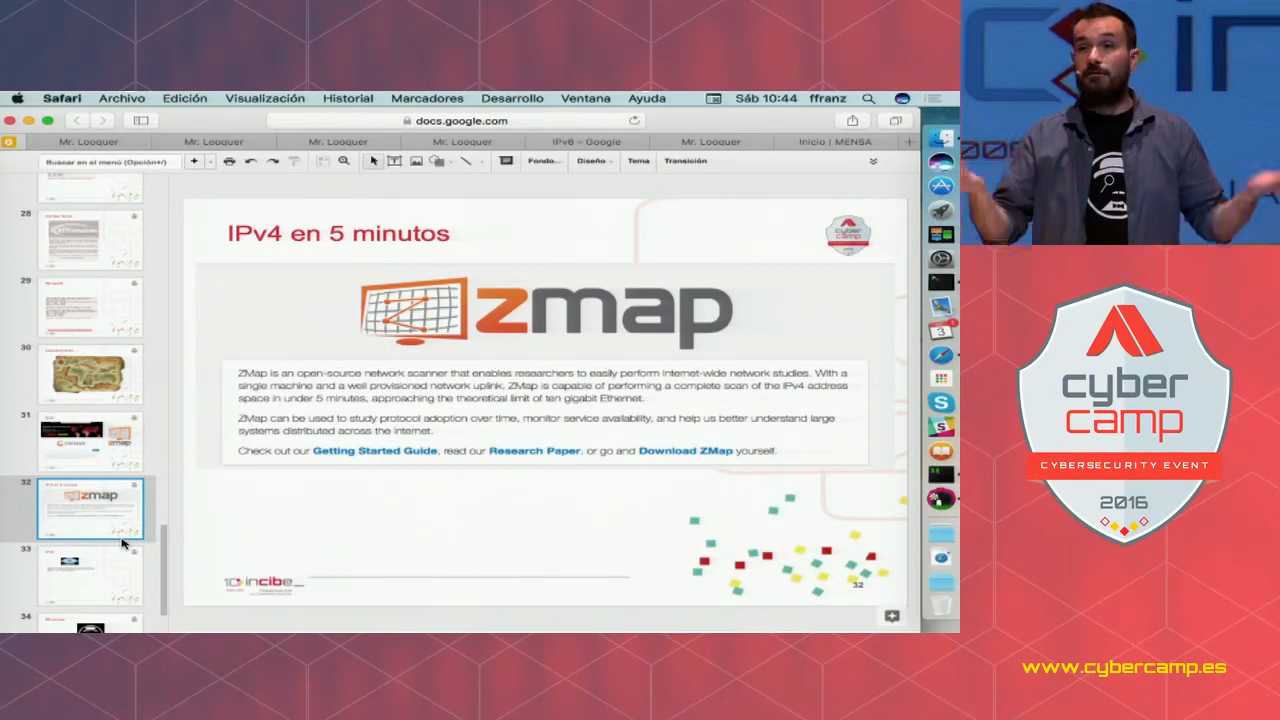 Safari Archivo Edición Visualización Historial Marcadores Desarrollo Ventana Ayuda Sáb 10:44 ffranz
docs.google.com
G Mr. Looquer Mr. Looquer Mr. Looquer Mr. Looquer IPv6 – Google Mr. Looquer Inicio | MENSA
Buscar en el menú (Opción+/) Fondo... Diseño Tema Transición
28
29
30
31
32
33
34
IPv4 en 5 minutos
cyber
camp
zmap
ZMap is an open-source network scanner that enables researchers to easily perform Internet-wide network studies. With a
single machine and a well provisioned network uplink, ZMap is capable of performing a complete scan of the IPv4 address
space in under 5 minutes, approaching the theoretical limit of ten gigabit Ethernet.
ZMap can be used to study protocol adoption over time, monitor service availability, and help us better understand large
systems distributed across the Internet.
Check out our Getting Started Guide, read our Research Paper, or go and Download ZMap yourself.
incibe_
32
cyber
camp
CYBERSECURITY EVENT
2016
www.cybercamp.es